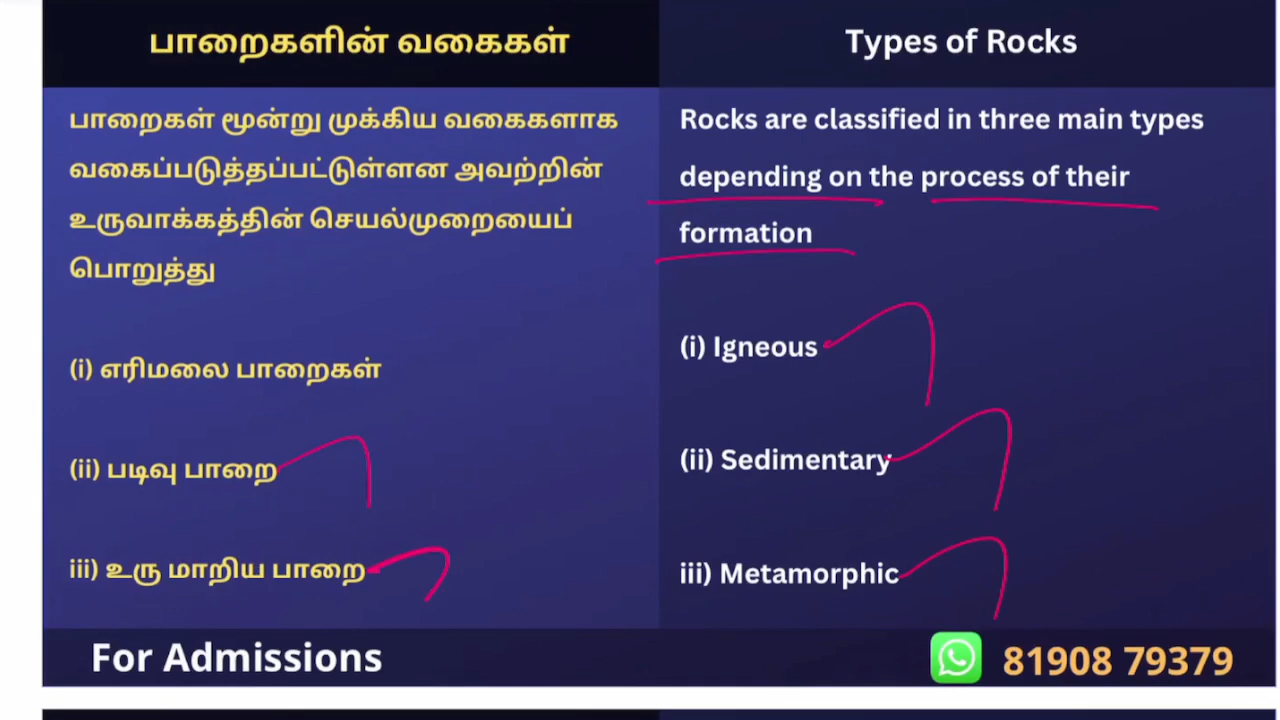 பாறைகளின் வகைகள்
பாறைகள் மூன்று முக்கிய வகைகளாக
வகைப்படுத்தப்பட்டுள்ளன அவற்றின்
உருவாக்கத்தின் செயல்முறையைப்
பொறுத்து
(i) எரிமலை பாறைகள்
(ii) படிவு பாறை
iii) உரு மாறிய பாறை
Types of Rocks
Rocks are classified in three main types
depending on the process of their
formation
(i) Igneous
(ii) Sedimentary
iii) Metamorphic
For Admissions
81908 79379